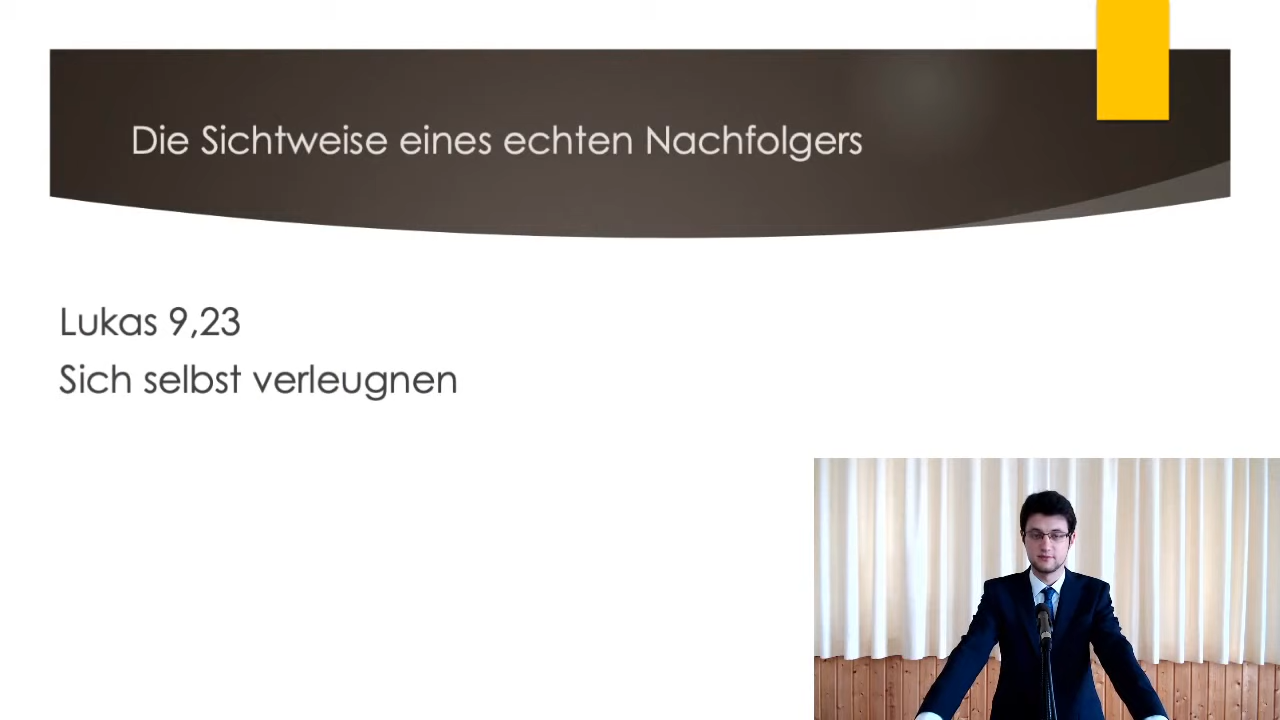 Die Sichtweise eines echten Nachfolgers
Lukas 9,23
Sich selbst verleugnen